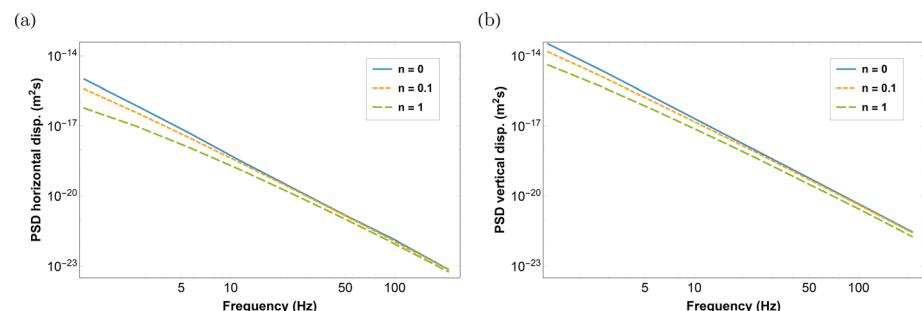 (a)
PSD horizontal disp. (m²s)
10⁻¹⁴
10⁻¹⁷
10⁻²⁰
10⁻²³
n = 0
n = 0.1
n = 1
5
10
50
100
Frequency (Hz)
(b)
PSD vertical disp. (m²s)
10⁻¹⁴
10⁻¹⁷
10⁻²⁰
10⁻²³
n = 0
n = 0.1
n = 1
5
10
50
100
Frequency (Hz)